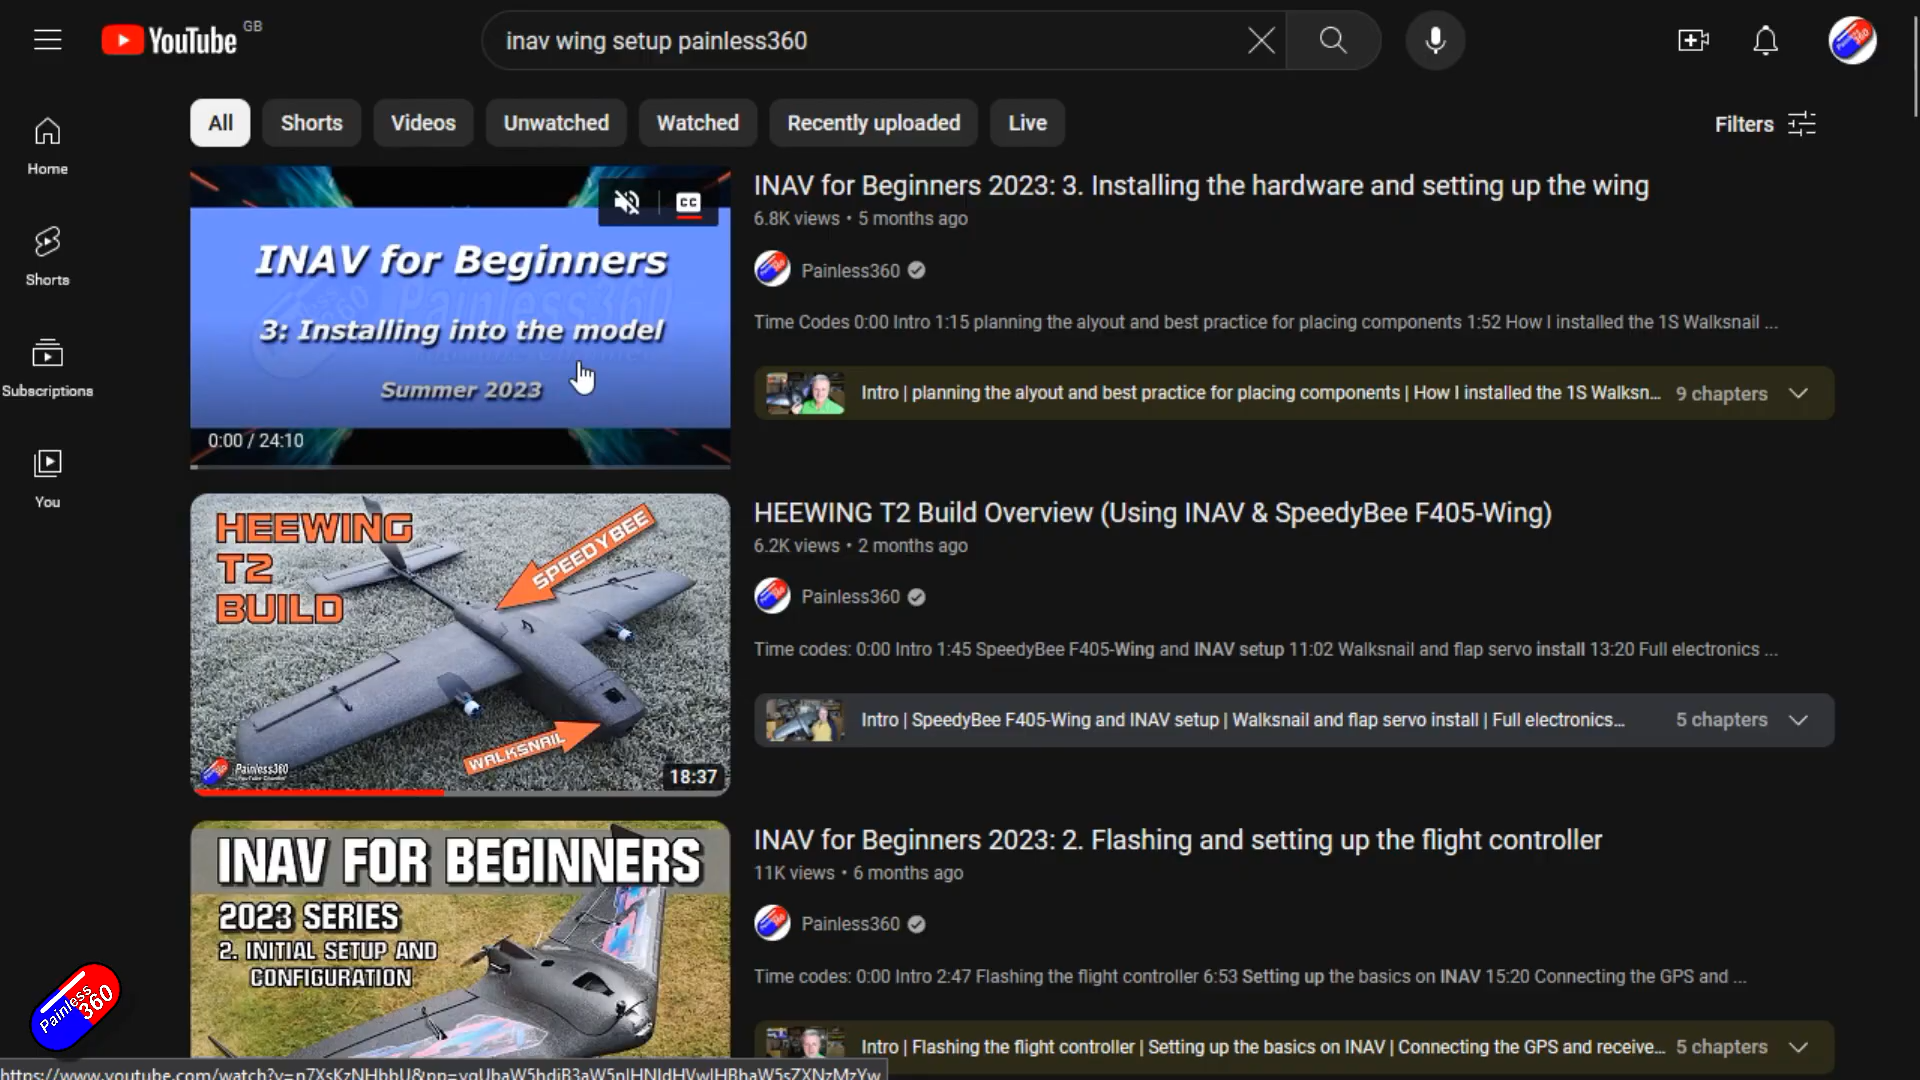 YouTube GB
inav wing setup painless360
All
Shorts
Videos
Unwatched
Watched
Recently uploaded
Live
Filters
Home
Shorts
Subscriptions
You
CC
INAV for Beginners
3: Installing into the model
Summer 2023
0:00 / 24:10
INAV for Beginners 2023: 3. Installing the hardware and setting up the wing
6.8K views • 5 months ago
Painless360
Time Codes 0:00 Intro 1:15 planning the alyout and best practice for placing components 1:52 How I installed the 1S Walksnail ...
Intro | planning the alyout and best practice for placing components | How I installed the 1S Walksn...
9 chapters
HEEWING
T2
BUILD
SPEEDYBEE
WALKSNAIL
Painless360
18:37
HEEWING T2 Build Overview (Using INAV & SpeedyBee F405-Wing)
6.2K views • 2 months ago
Painless360
Time codes: 0:00 Intro 1:45 SpeedyBee F405-Wing and INAV setup 11:02 Walksnail and flap servo install 13:20 Full electronics ...
Intro | SpeedyBee F405-Wing and INAV setup | Walksnail and flap servo install | Full electronics...
5 chapters
INAV FOR BEGINNERS
2023 SERIES
2. INITIAL SETUP AND
CONFIGURATION
INAV for Beginners 2023: 2. Flashing and setting up the flight controller
11K views • 6 months ago
Painless360
Time codes: 0:00 Intro 2:47 Flashing the flight controller 6:53 Setting up the basics on INAV 15:20 Connecting the GPS and ...
Intro | Flashing the flight controller | Setting up the basics on INAV | Connecting the GPS and receive...
5 chapters
Painless
360